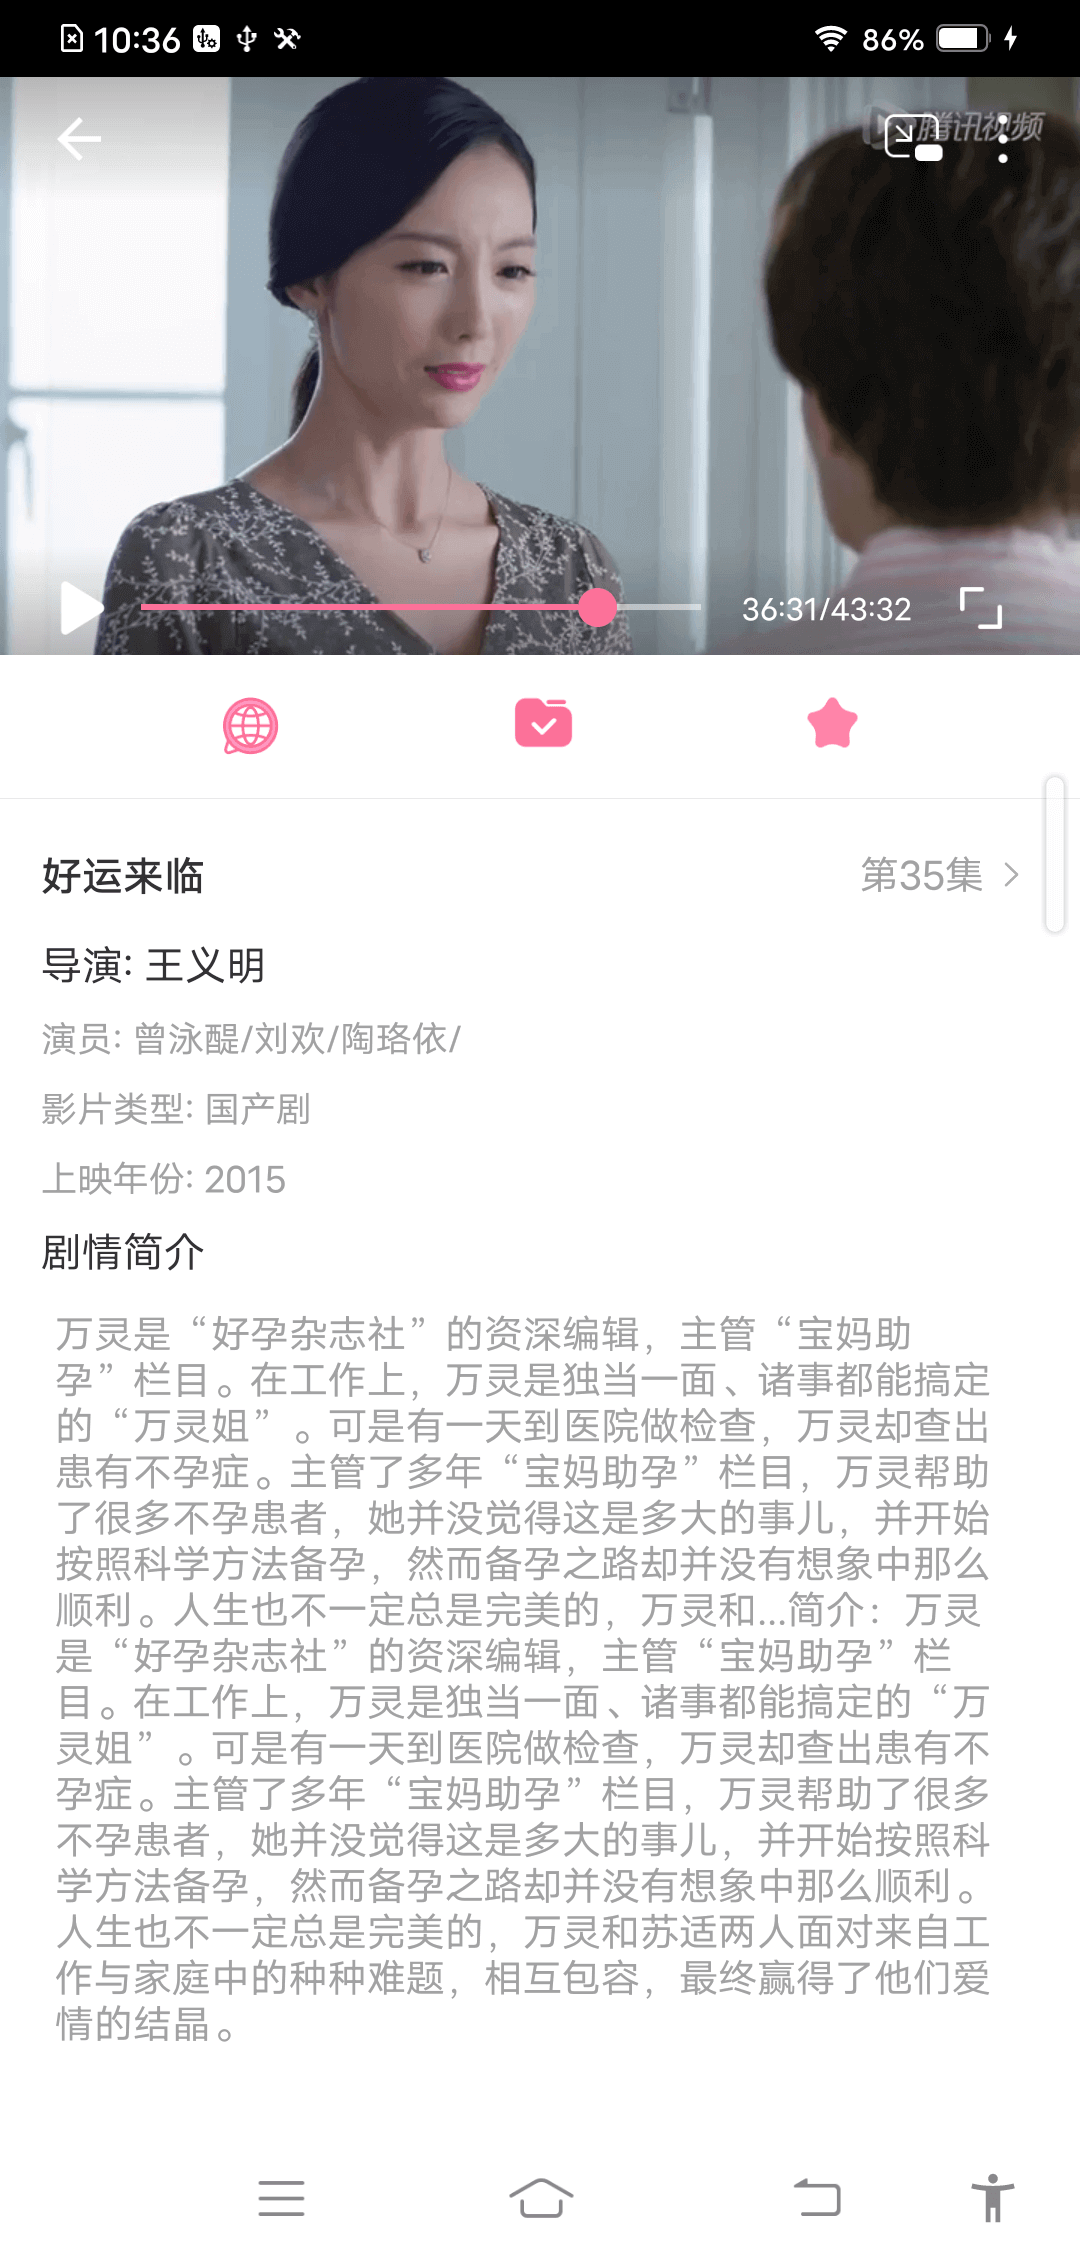 10:36
86%
腾讯视频
36:31/43:32
好运来临
第35集
导演: 王义明
演员: 曾泳醍/刘欢/陶珞依/
影片类型: 国产剧
上映年份: 2015
剧情简介
万灵是“好孕杂志社”的资深编辑，主管“宝妈助
孕”栏目。在工作上，万灵是独当一面、诸事都能搞定
的“万灵姐”。可是有一天到医院做检查，万灵却查出
患有不孕症。主管了多年“宝妈助孕”栏目，万灵帮助
了很多不孕患者，她并没觉得这是多大的事儿，并开始
按照科学方法备孕，然而备孕之路却并没有想象中那么
顺利。人生也不一定总是完美的，万灵和...简介：万灵
是“好孕杂志社”的资深编辑，主管“宝妈助孕”栏
目。在工作上，万灵是独当一面、诸事都能搞定的“万
灵姐”。可是有一天到医院做检查，万灵却查出患有不
孕症。主管了多年“宝妈助孕”栏目，万灵帮助了很多
不孕患者，她并没觉得这是多大的事儿，并开始按照科
学方法备孕，然而备孕之路却并没有想象中那么顺利。
人生也不一定总是完美的，万灵和苏适两人面对来自工
作与家庭中的种种难题，相互包容，最终赢得了他们爱
情的结晶。